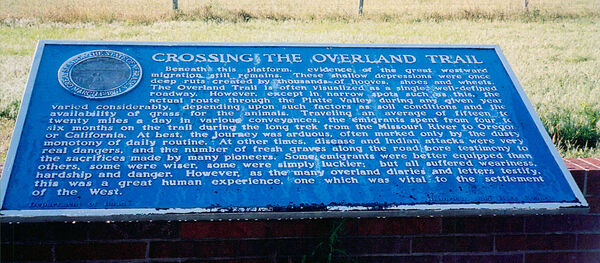 CROSSING THE OVERLAND TRAIL
Beneath this platform, evidence of the great westward
migration still remains. These shallow depressions were once
deep ruts created by thousands of hooves, shoes and wheels.
The Overland Trail is often visualized as a single well-defined
roadway. However, except in narrow spots such as this, the
actual route through the Platte Valley during any given year
varied considerably, depending upon such factors as soil conditions and the
availability of grass for the animals. Traveling an average of fifteen to
twenty miles a day in various conveyances, the emigrants spent from four to
six months on the trail during the long trek from the Missouri River to Oregon
or California. At best, the journey was arduous, often marked only by the dusty
monotony of daily routine. At other times, disease and Indian attacks were very
real dangers, and the number of fresh graves along the road bore testimony to
the sacrifices made by many pioneers. Some emigrants were better equipped than
others, some were wiser, some were simply luckier, but all suffered weariness,
hardship and danger. However, as the many overland diaries and letters testify,
this was a great human experience, one which was vital to the settlement
of the West.
Department of